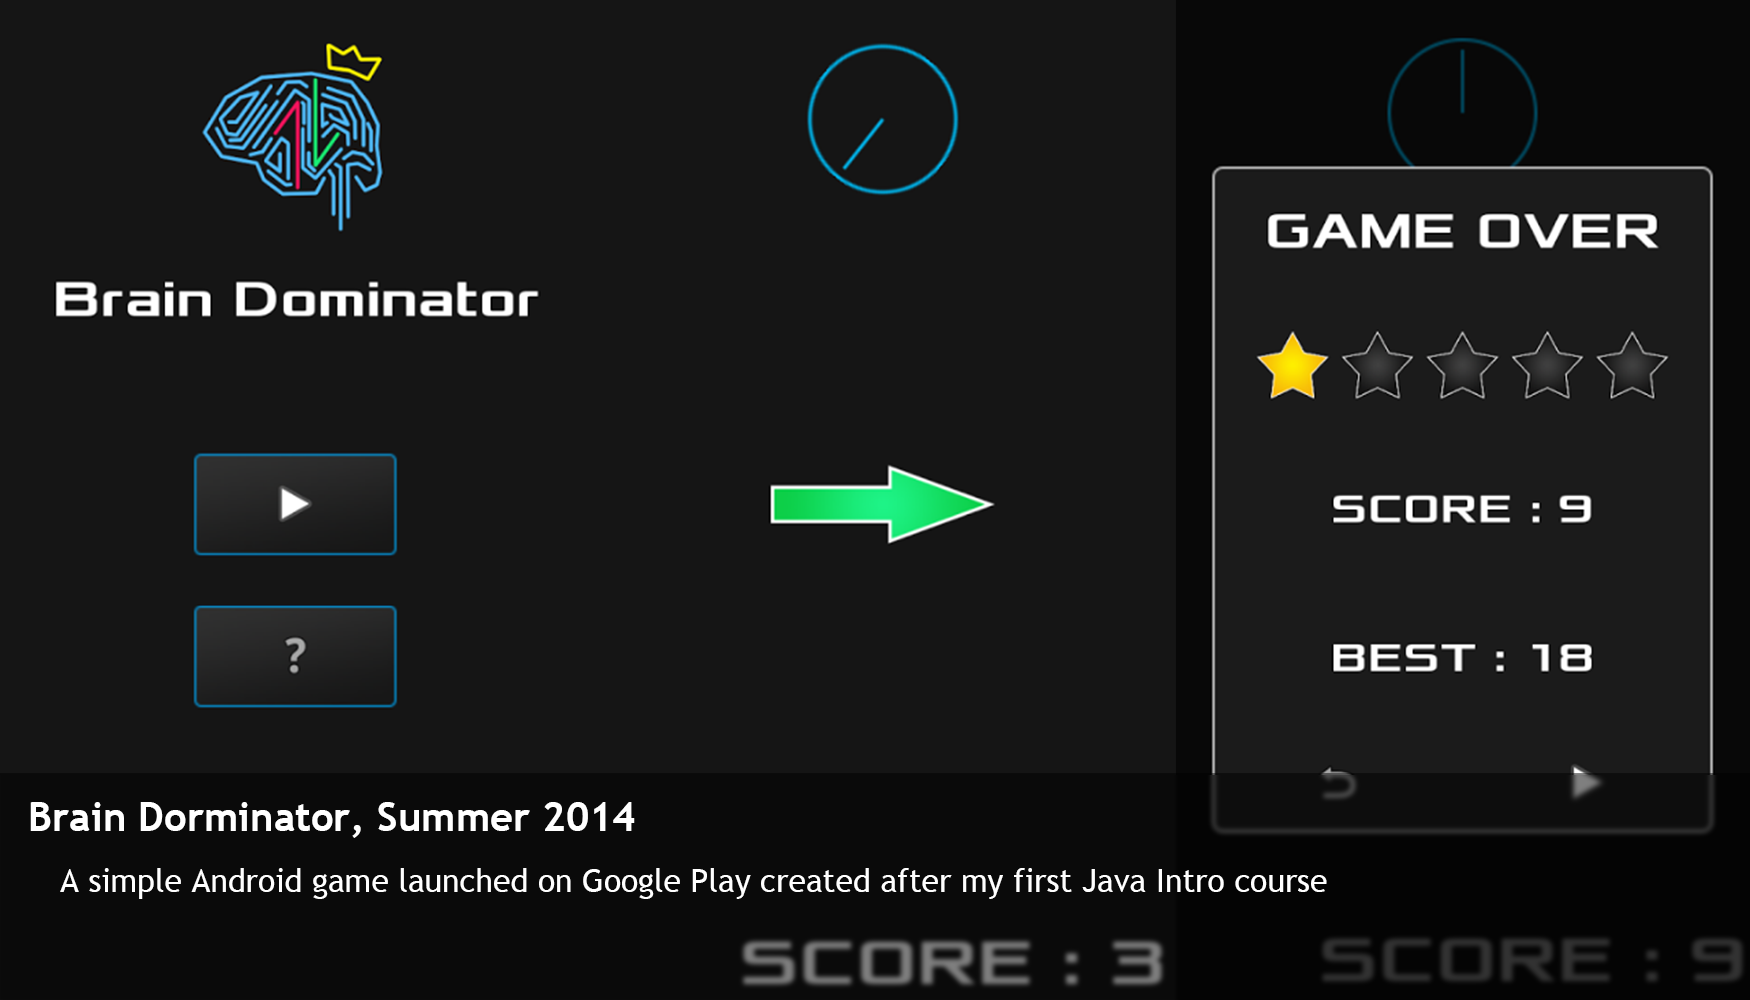 Brain Dominator
?
GAME OVER
SCORE : 9
BEST : 18
Brain Dorminator, Summer 2014
A simple Android game launched on Google Play created after my first Java Intro course
SCORE : 3
SCORE : 9